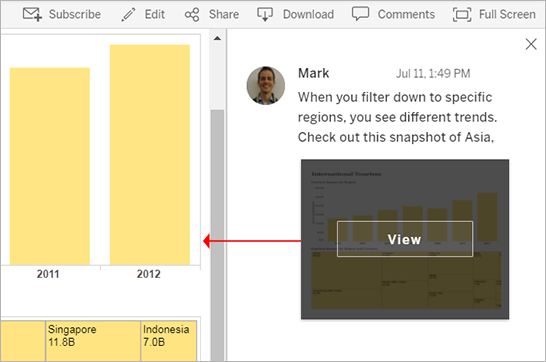 Subscribe Edit Share Download Comments Full Screen
Mark Jul 11, 1:49 PM
When you filter down to specific
regions, you see different trends.
Check out this snapshot of Asia,
International Tourism
View
2011 2012
Singapore Indonesia
11.8B 7.0B